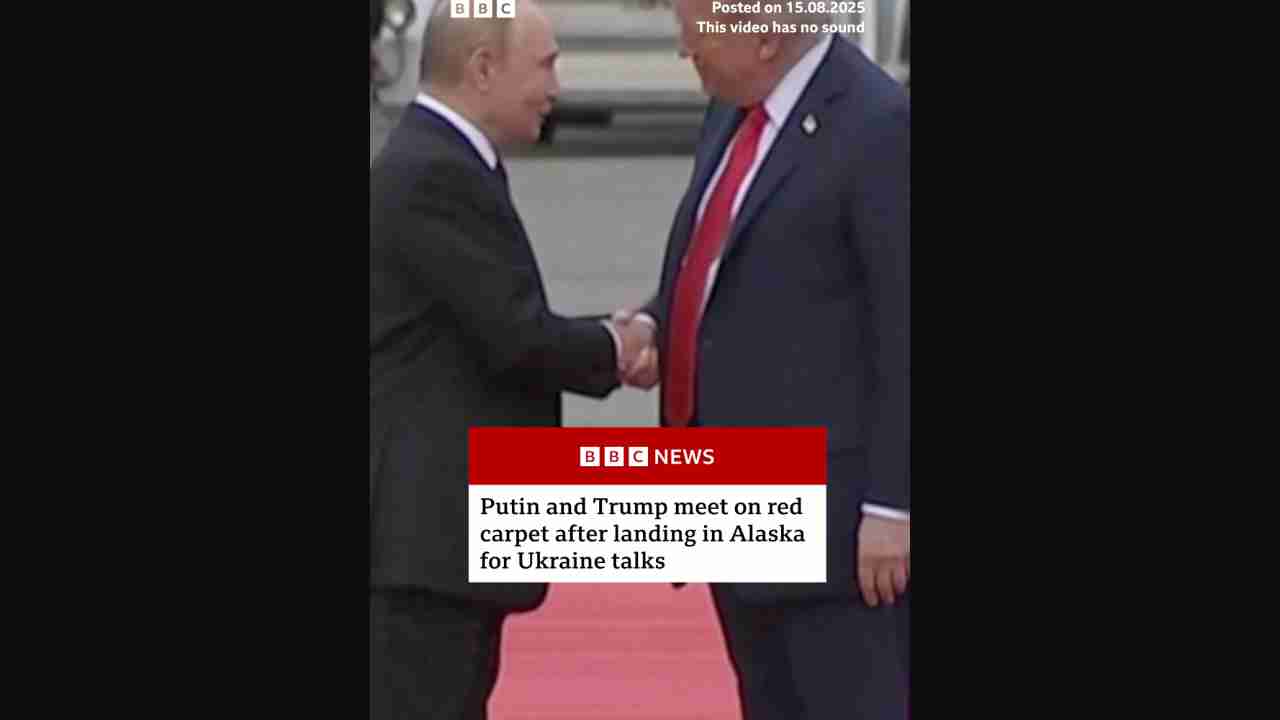 BBC
Posted on 15.08.2025
This video has no sound
BBC NEWS
Putin and Trump meet on red
carpet after landing in Alaska
for Ukraine talks